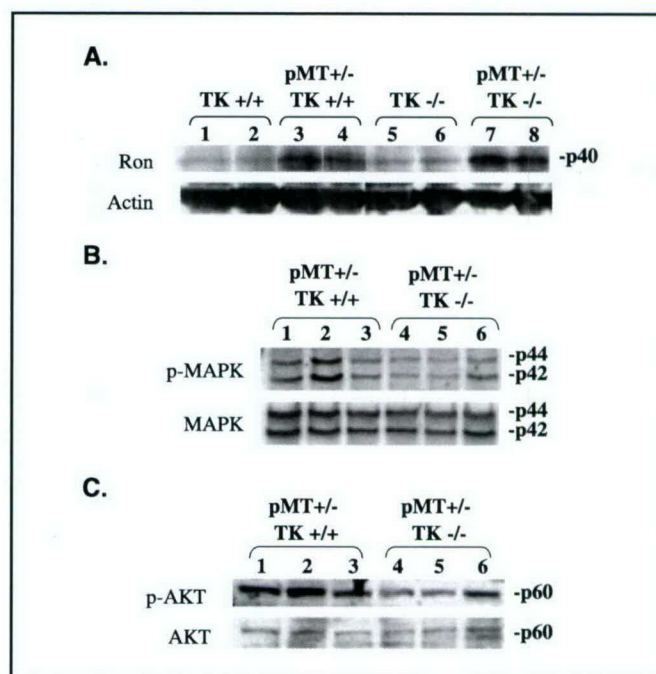 A.
pMT+/- pMT+/-
TK +/+ TK +/+ TK -/- TK -/-
1 2 3 4 5 6 7 8
Ron -p40
Actin
B.
pMT+/- pMT+/-
TK +/+ TK -/-
1 2 3 4 5 6
p-MAPK -p44
-p42
MAPK -p44
-p42
C.
pMT+/- pMT+/-
TK +/+ TK -/-
1 2 3 4 5 6
p-AKT -p60
AKT -p60